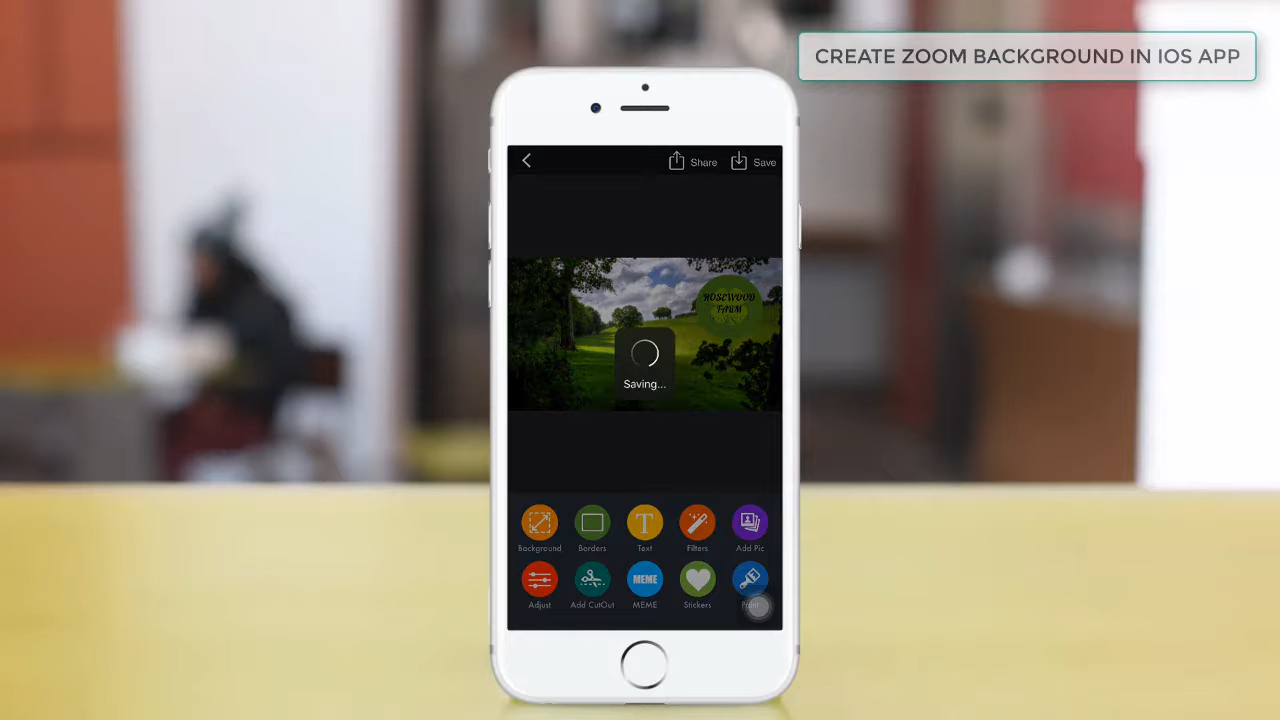 CREATE ZOOM BACKGROUND IN IOS APP
Share Save
ROSEWOOD
FARM
Saving...
Background Borders Text Filters Add Pic
MEME
Adjust Add CutOut MEME Stickers Paint